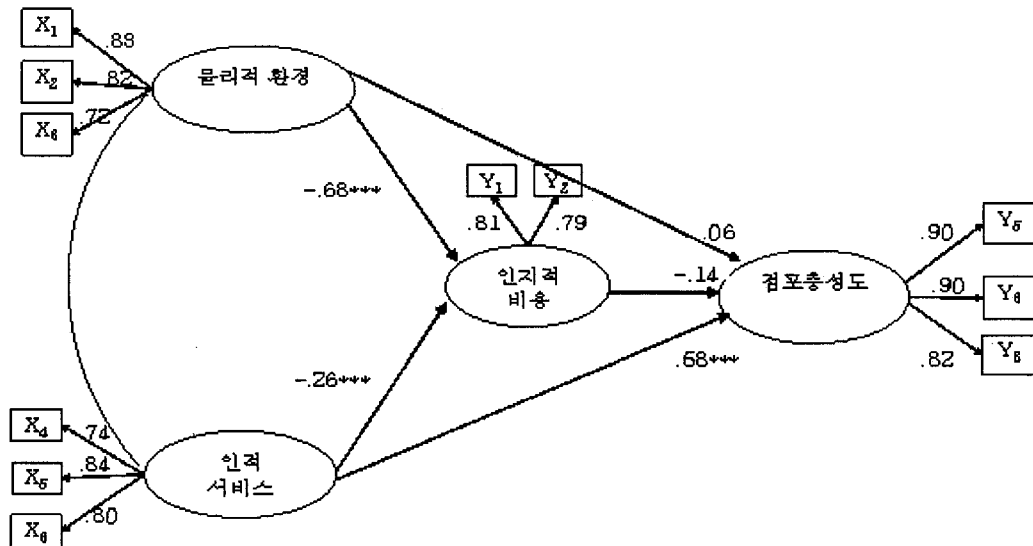 X₁
.88
X₂
.82
X₆
.72
물리적 환경
-.68***
Y₁
Y₂
.81
.79
.06
인지적
비용
-.14
점포충성도
.90
Y₅
.90
Y₆
.82
-.26***
.68***
X₄
.74
X₅
.84
X₆
.80
인적
서비스